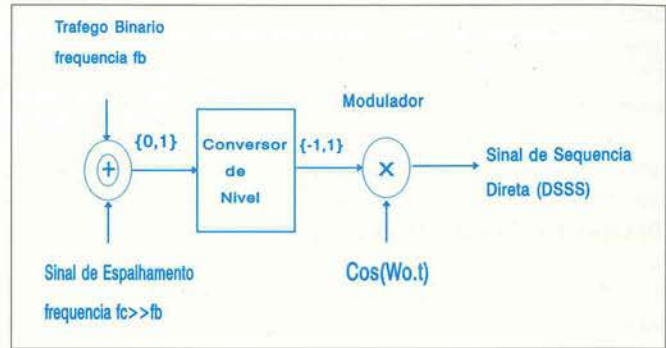 Trafego Binario
frequencia fb
Modulador
{0,1}
Conversor
de
Nivel
{-1,1}
+
X
Sinal de Sequencia
Direta (DSSS)
Sinal de Espalhamento
frequencia fc>>fb
Cos(Wo.t)